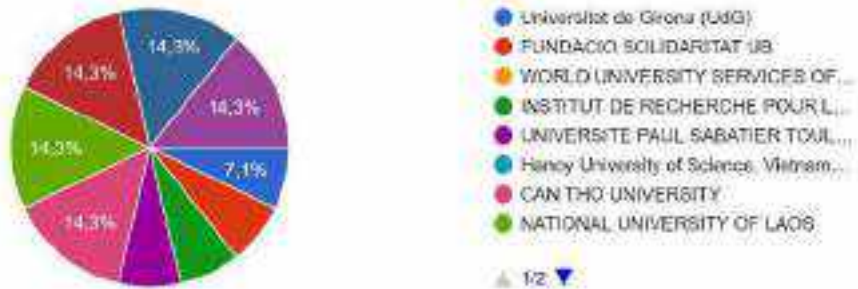 14,3%
14,3%
14,3%
14,3%
14,3%
7,1%
Universitat de Girona (UdG)
FUNDACIO SOLIDARITAT UB
WORLD UNIVERSITY SERVICES OF...
INSTITUT DE RECHERCHE POUR L...
UNIVERSITE PAUL SABATIER TOUL...
Hanoy University of Science, Vietnam...
CAN THO UNIVERSITY
NATIONAL UNIVERSITY OF LAOS
1/2